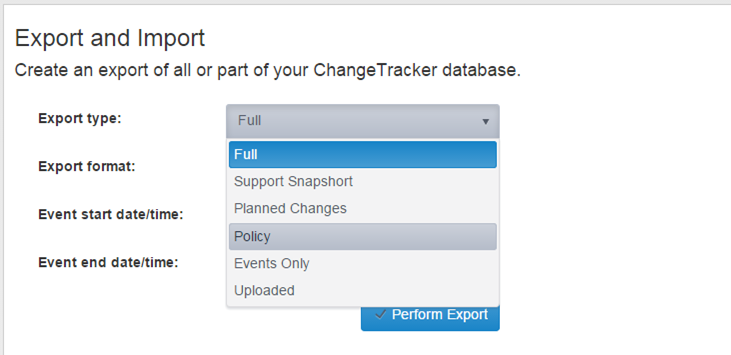 Export and Import
Create an export of all or part of your ChangeTracker database.
Export type:
Full
Full
Export format:
Support Snapshort
Planned Changes
Event start date/time:
Policy
Event end date/time:
Events Only
Uploaded
Perform Export